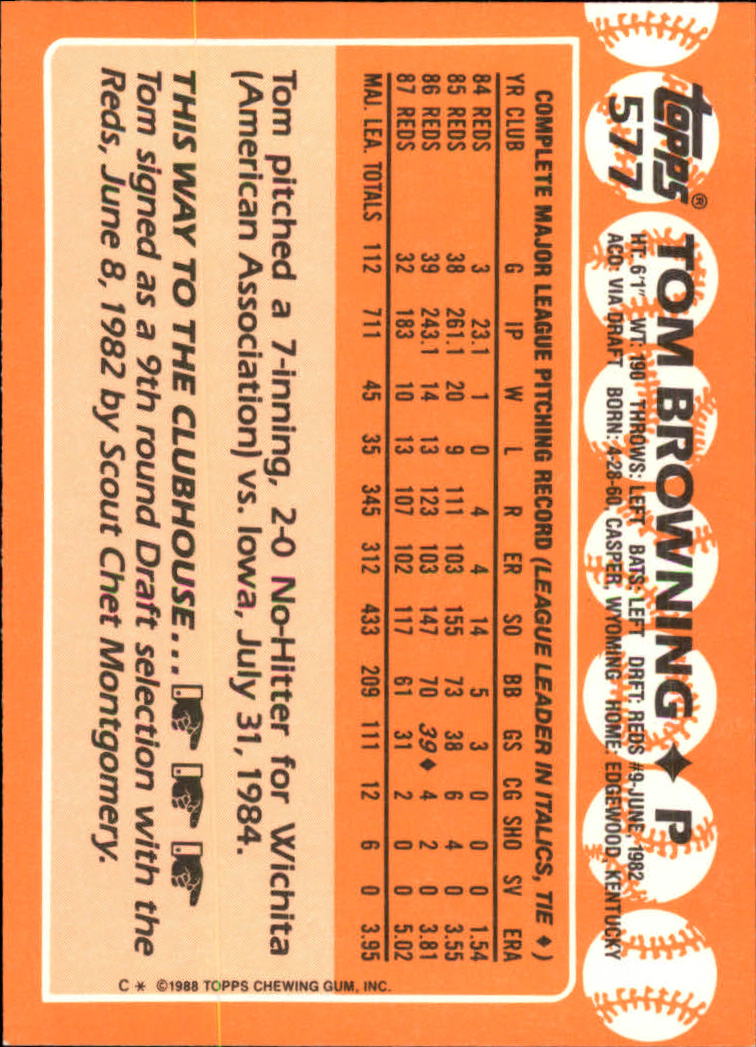 topps®
577
TOM BROWNING ♦ P
HT: 6'1" WT: 190 THROWS: LEFT BATS: LEFT DRFT: REDS #9-JUNE, 1982
ACQ: VIA DRAFT BORN: 4-28-60, CASPER, WYOMING HOME: EDGEWOOD, KENTUCKY
COMPLETE MAJOR LEAGUE PITCHING RECORD (LEAGUE LEADER IN ITALICS, TIE ♦)
YR CLUB G IP W L R ER SO BB GS CG SHO SV ERA
84 REDS 3 23.1 1 0 4 4 14 5 3 0 0 0 1.54
85 REDS 38 261.1 20 9 111 103 155 73 38 6 4 0 3.55
86 REDS 39 243.1 14 13 123 103 147 70 39♦ 4 2 0 3.81
87 REDS 32 183 10 13 107 102 117 61 31 2 0 0 5.02
MAJ. LEA. TOTALS 112 711 45 35 345 312 433 209 111 12 6 0 3.95
Tom pitched a 7-inning, 2-0 No-Hitter for Wichita
(American Association) vs. Iowa, July 31, 1984.
THIS WAY TO THE CLUBHOUSE...
Tom signed as a 9th round Draft selection with the
Reds, June 8, 1982 by Scout Chet Montgomery.
C * ©1988 TOPPS CHEWING GUM, INC.